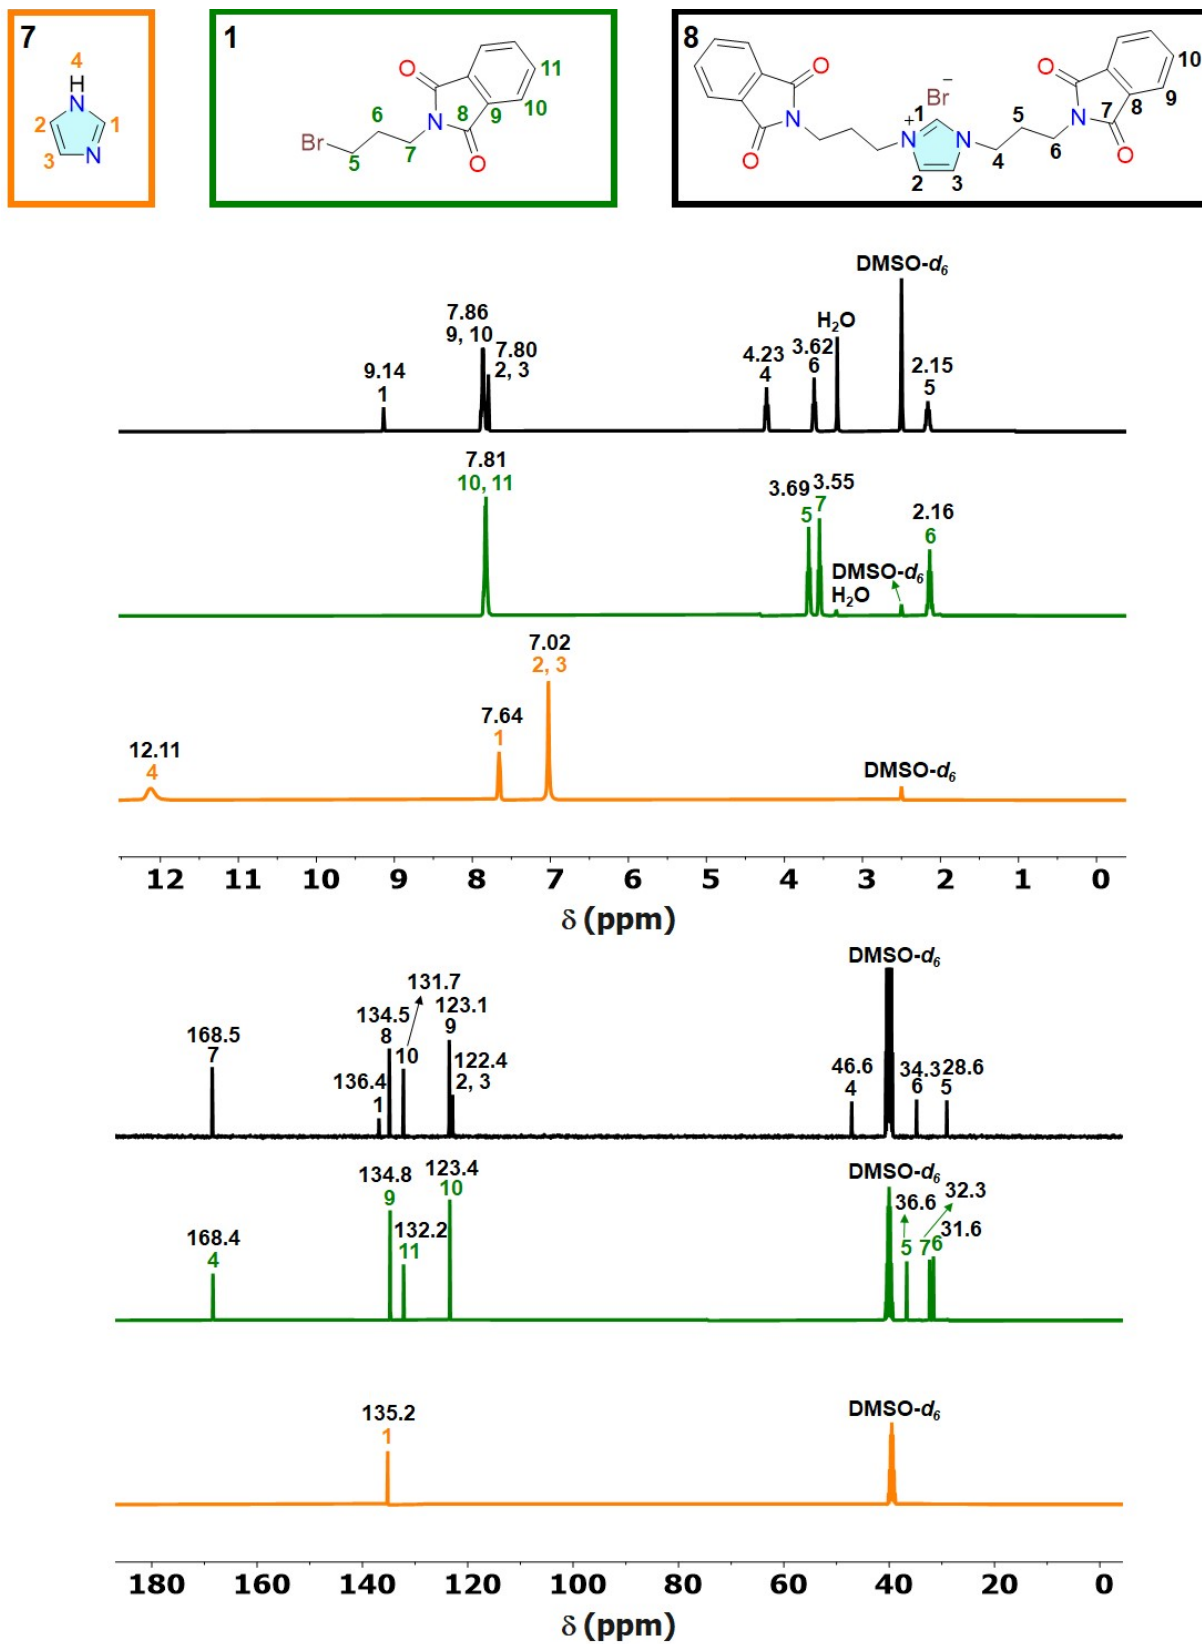 7
4
H
N
2
1
3
N
1
O
11
6
8
9
10
N
Br
5
7
O
8
O
O
10
Br−
9
5
7
8
N
1
N
O
+
N
N
4
6
O
O
2
3
DMSO-d6
7.86
9, 10
H2O
7.80
2, 3
9.14
1
4.23
4
3.62
6
2.15
5
7.81
10, 11
3.69
5
3.55
7
2.16
6
DMSO-d6
H2O
7.02
2, 3
7.64
1
12.11
4
DMSO-d6
12 11 10 9 8 7 6 5 4 3 2 1 0
δ (ppm)
DMSO-d6
131.7
134.5
8
123.1
9
168.5
7
10
122.4
2, 3
136.4
1
46.6
4
34.3
6
28.6
5
DMSO-d6
134.8
9
123.4
10
32.3
36.6
168.4
4
132.2
11
31.6
5
7
6
DMSO-d6
135.2
1
180 160 140 120 100 80 60 40 20 0
δ (ppm)